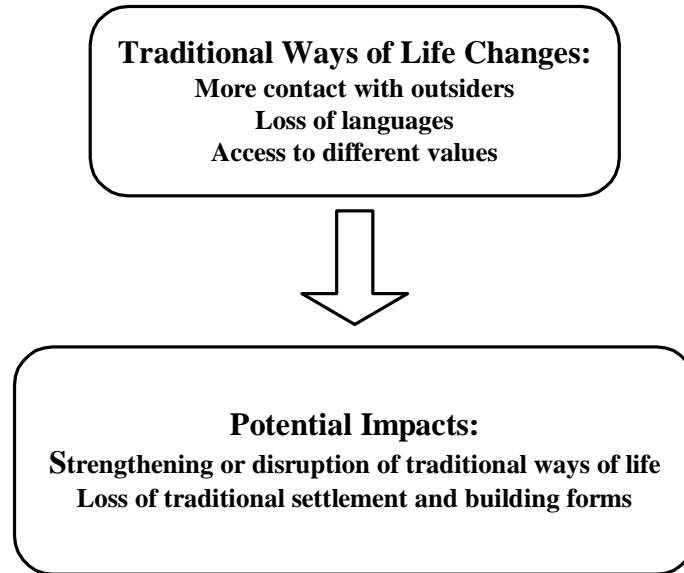 Traditional Ways of Life Changes:
More contact with outsiders
Loss of languages
Access to different values
Potential Impacts:
Strengthening or disruption of traditional ways of life
Loss of traditional settlement and building forms